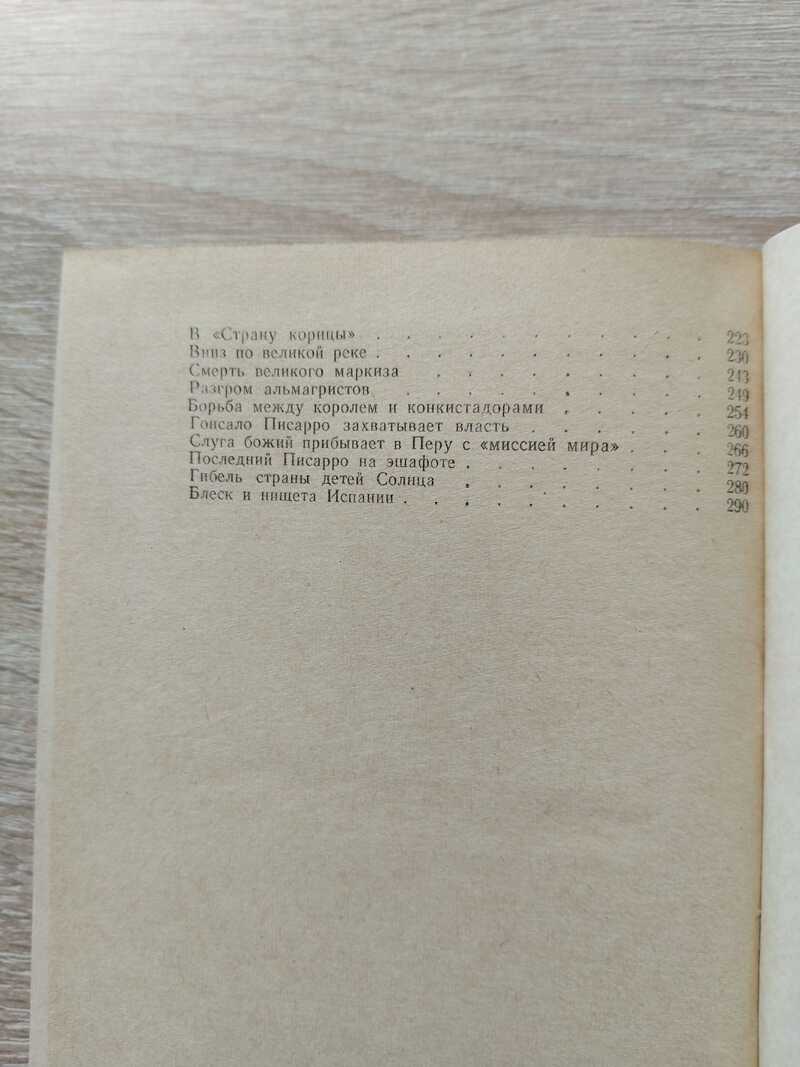 В «Страну корицы» . . . . . . . . . . . 223
Вниз по великой реке . . . . . . . . . . . 230
Смерть великого маркиза . . . . . . . . . 243
Разгром альмагристов . . . . . . . . . . 249
Борьба между королем и конкистадорами . . . . . 254
Гонсало Писарро захватывает власть . . . . . . 260
Слуга божий прибывает в Перу с «миссией мира» . . . 266
Последний Писарро на эшафоте . . . . . . . . 272
Гибель страны детей Солнца . . . . . . . . 280
Блеск и нищета Испании . . . . . . . . . . 290